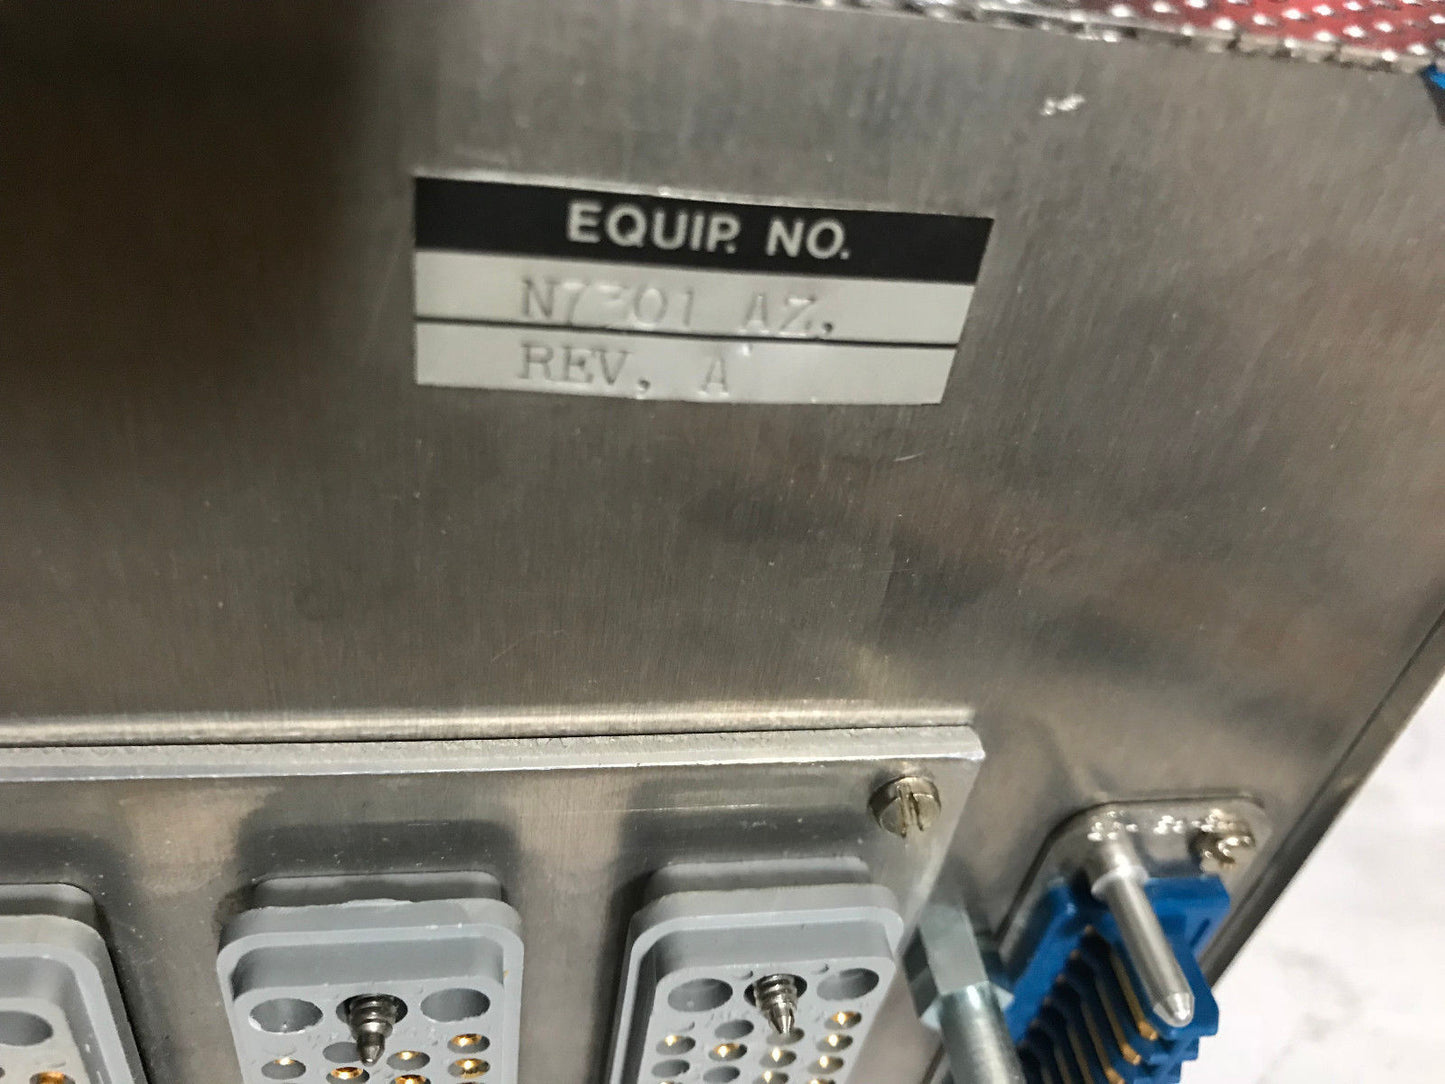 EQUIP. NO.
N7301 AZ,
REV, A